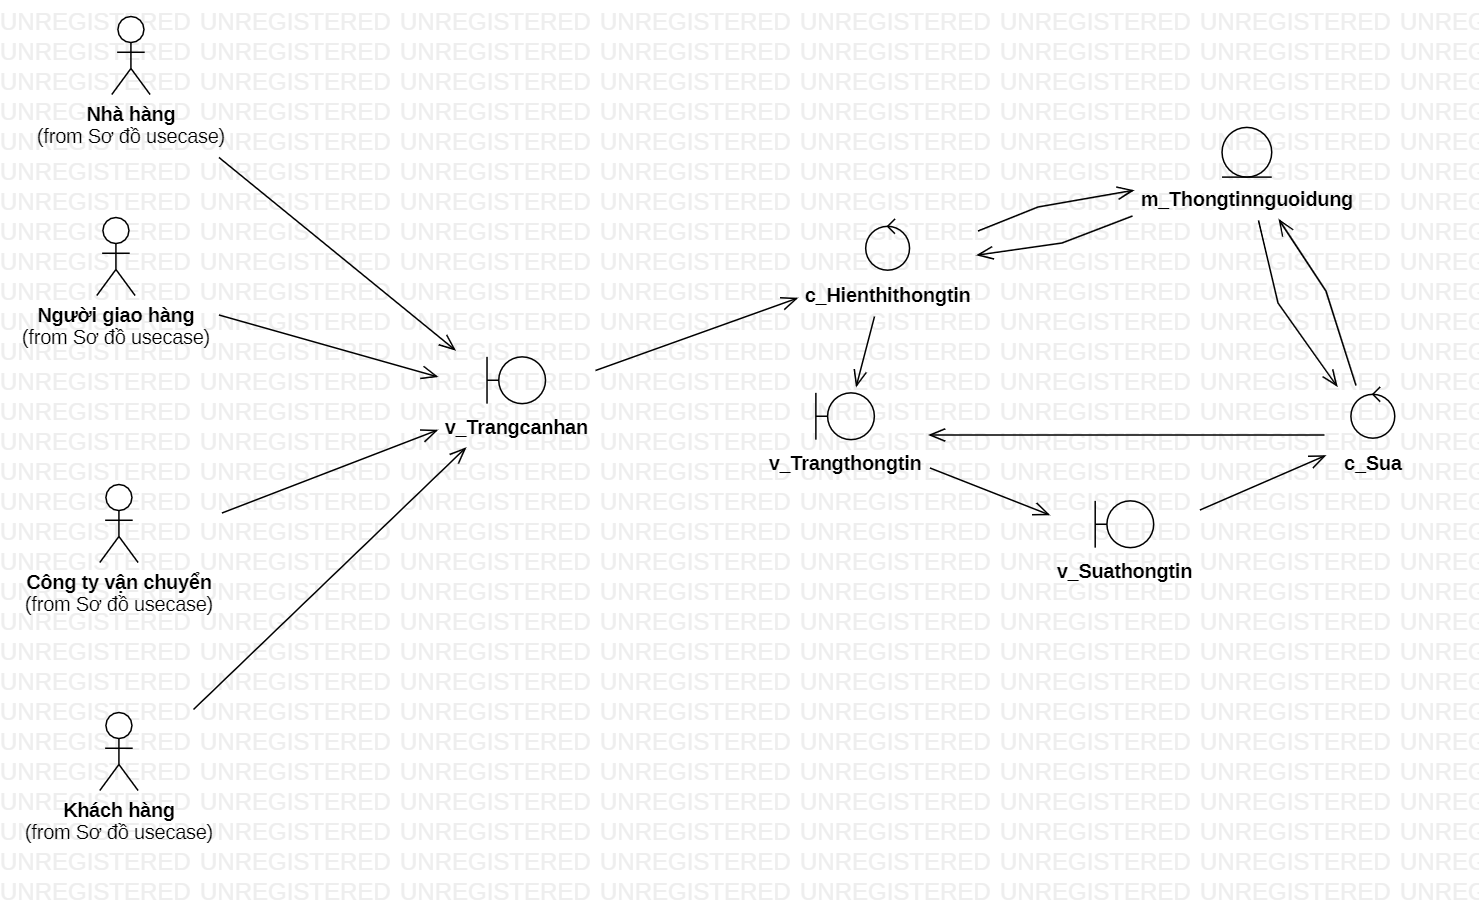 Nhà hàng
(from Sơ đồ usecase)
m_Thongtinnguoidung
Người giao hàng
(from Sơ đồ usecase)
c_Hienthithongtin
v_Trangcanhan
v_Trangthongtin
c_Sua
Công ty vận chuyển
(from Sơ đồ usecase)
v_Suathongtin
Khách hàng
(from Sơ đồ usecase)
UNREGISTERED